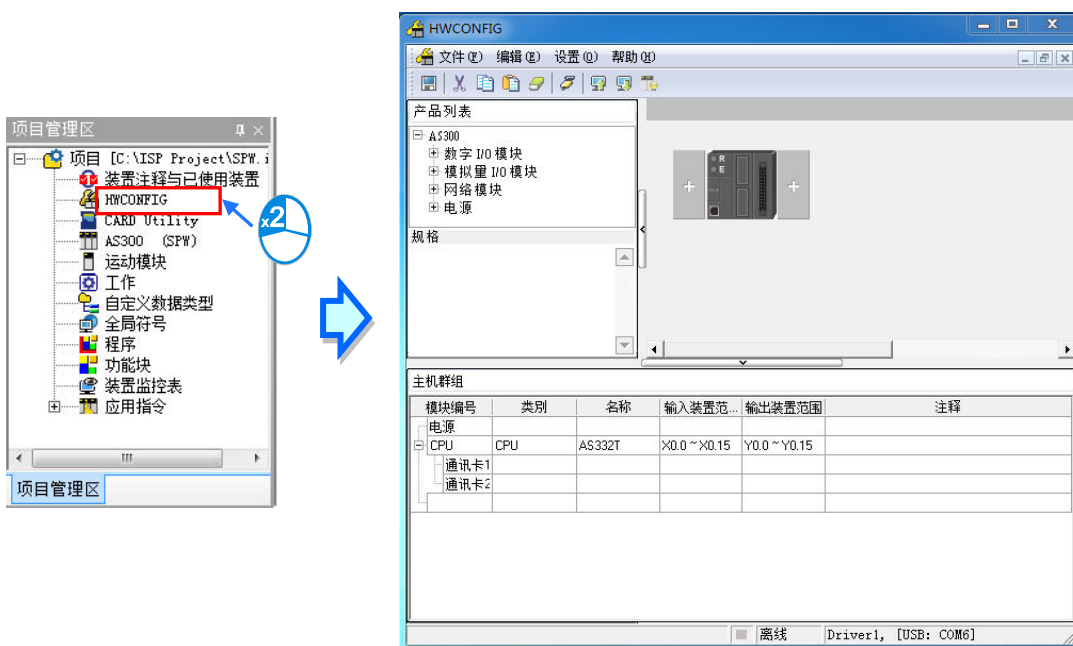 项目管理区
项目 [C:\ISP Project\SPW.i
装置注释与已使用装置
HWCONFIG
CARD Utility
AS300 (SPW)
运动模块
工作
自定义数据类型
全局符号
程序
功能块
装置监控表
应用指令
项目管理区
x2
HWCONFIG
文件(F) 编辑(E) 设置(O) 帮助(H)
产品列表
AS300
数字 I/O 模块
模拟量 I/O 模块
网络模块
电源
规格
R
E
主机群组
模块编号 类别 名称 输入装置范... 输出装置范围 注释
电源
CPU CPU AS332T X0.0 ~ X0.15 Y0.0 ~ Y0.15
通讯卡1
通讯卡2
离线 Driver1, [USB: COM6]